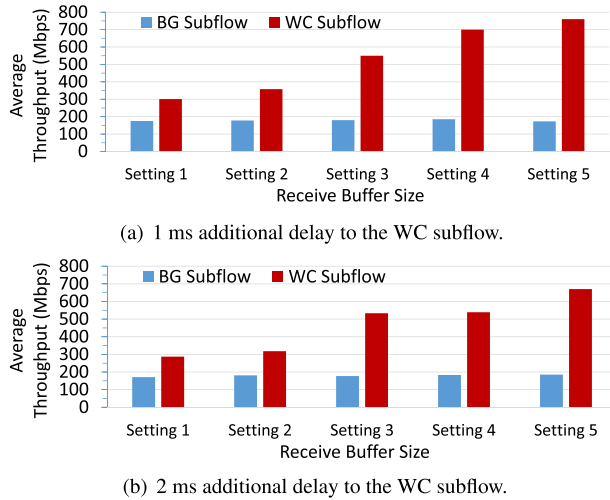 800
700
600
500
400
300
200
100
0
Average
Throughput (Mbps)
BG Subflow WC Subflow
Setting 1 Setting 2 Setting 3 Setting 4 Setting 5
Receive Buffer Size
(a) 1 ms additional delay to the WC subflow.
800
700
600
500
400
300
200
100
0
Average
Throughput (Mbps)
BG Subflow WC Subflow
Setting 1 Setting 2 Setting 3 Setting 4 Setting 5
Receive Buffer Size
(b) 2 ms additional delay to the WC subflow.